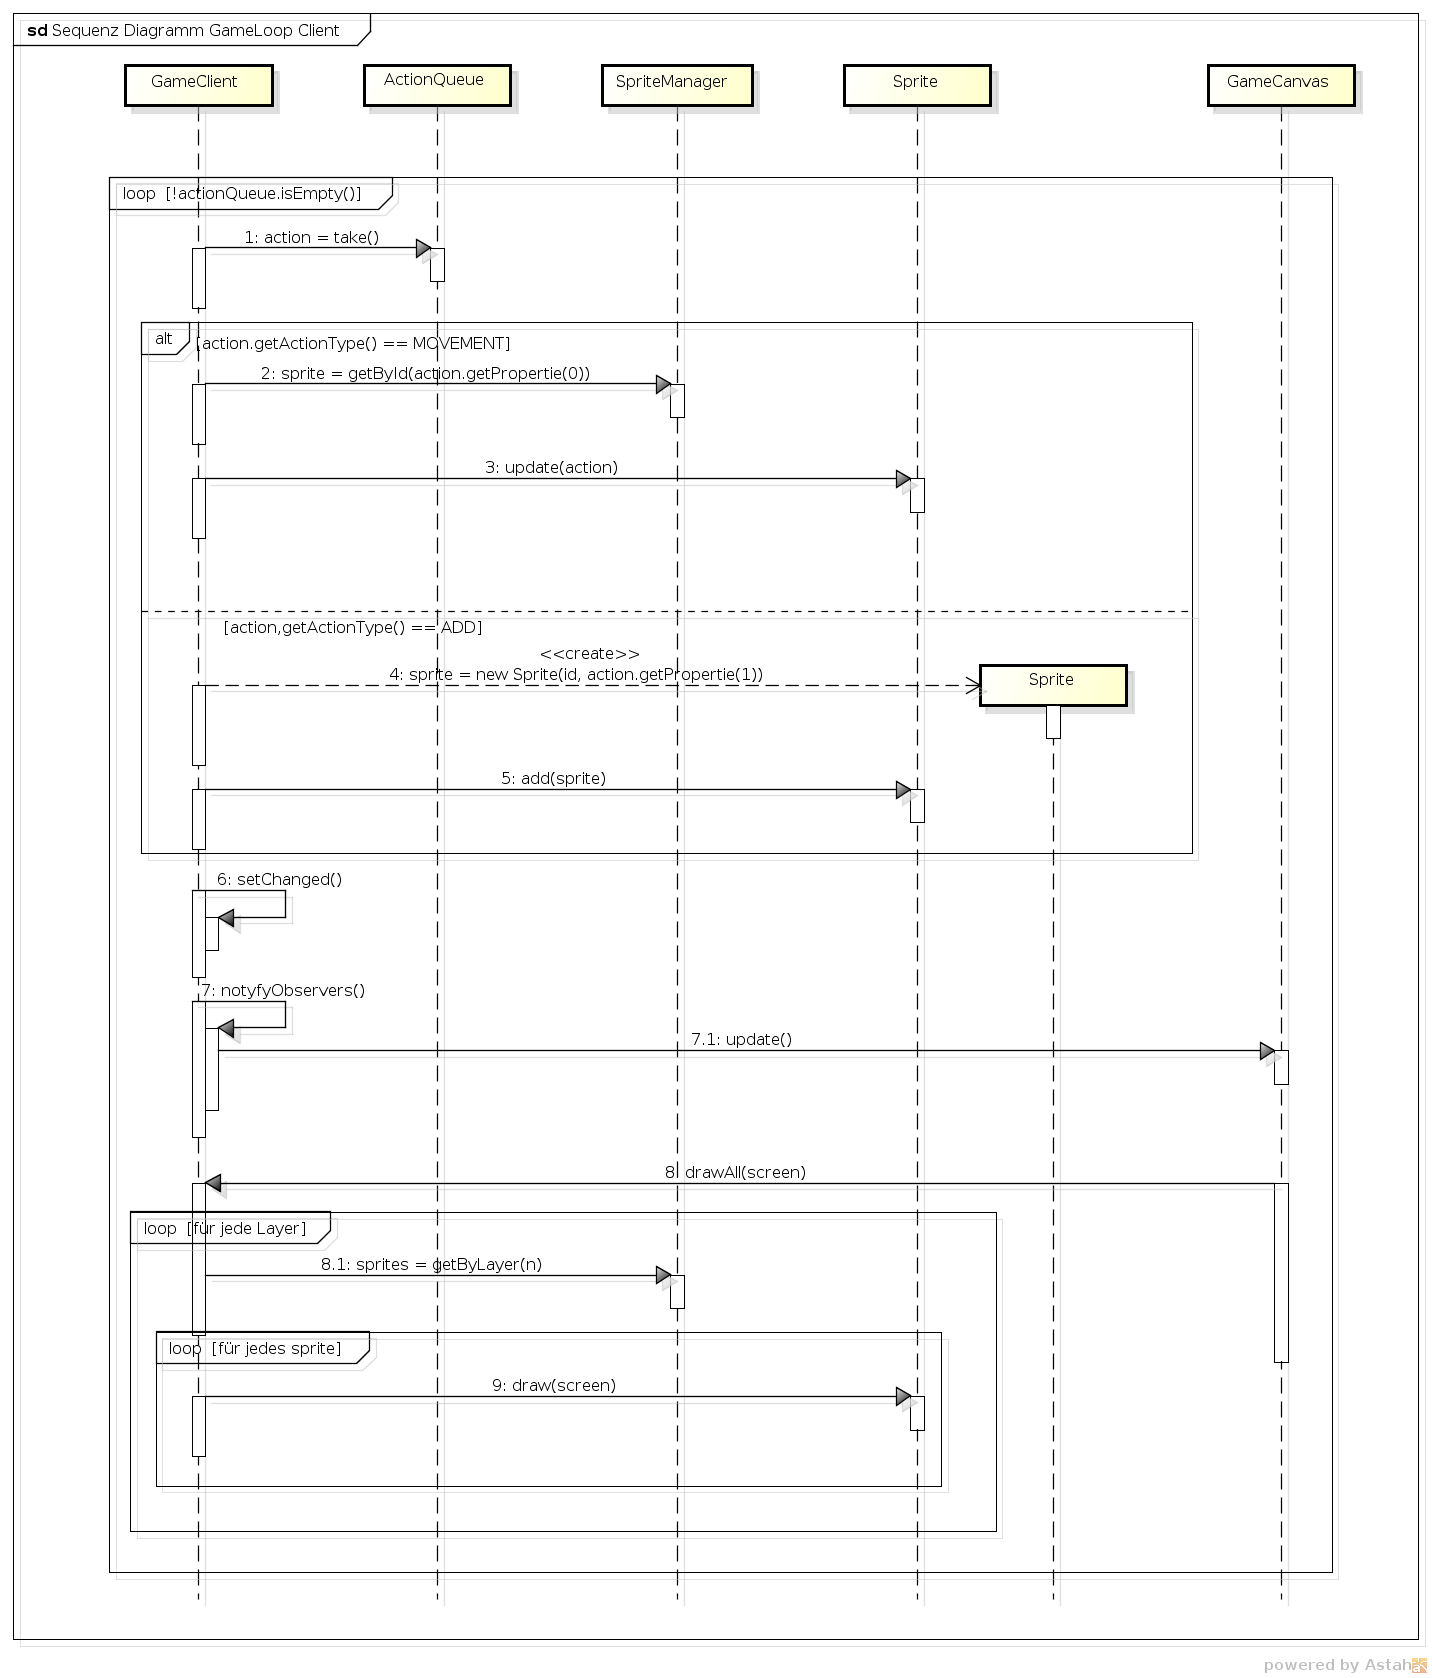 sd Sequenz Diagramm GameLoop Client
GameClient
ActionQueue
SpriteManager
Sprite
GameCanvas
loop [!actionQueue.isEmpty()]
1: action = take()
alt
[action.getActionType() == MOVEMENT]
2: sprite = getById(action.getPropertie(0))
3: update(action)
[action,getActionType() == ADD]
<<create>>
4: sprite = new Sprite(id, action.getPropertie(1))
Sprite
5: add(sprite)
6: setChanged()
7: notyfyObservers()
7.1: update()
8: drawAll(screen)
loop [für jede Layer]
8.1: sprites = getByLayer(n)
loop [für jedes sprite]
9: draw(screen)
powered by Astah